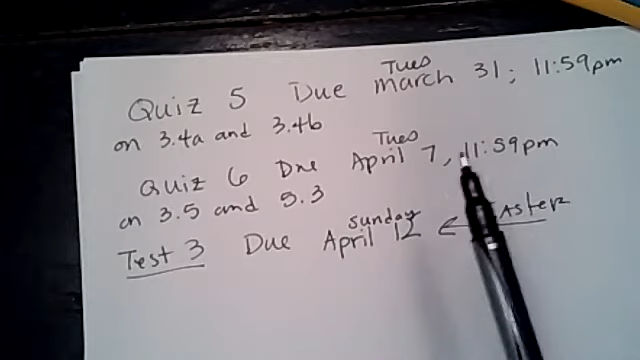 Quiz 5 Due Tues March 31; 11:59pm
on 3.4a and 3.4b
Quiz 6 Due Tues April 7, 11:59pm
on 3.5 and 5.3
Test 3 Due Sunday April 12 ←